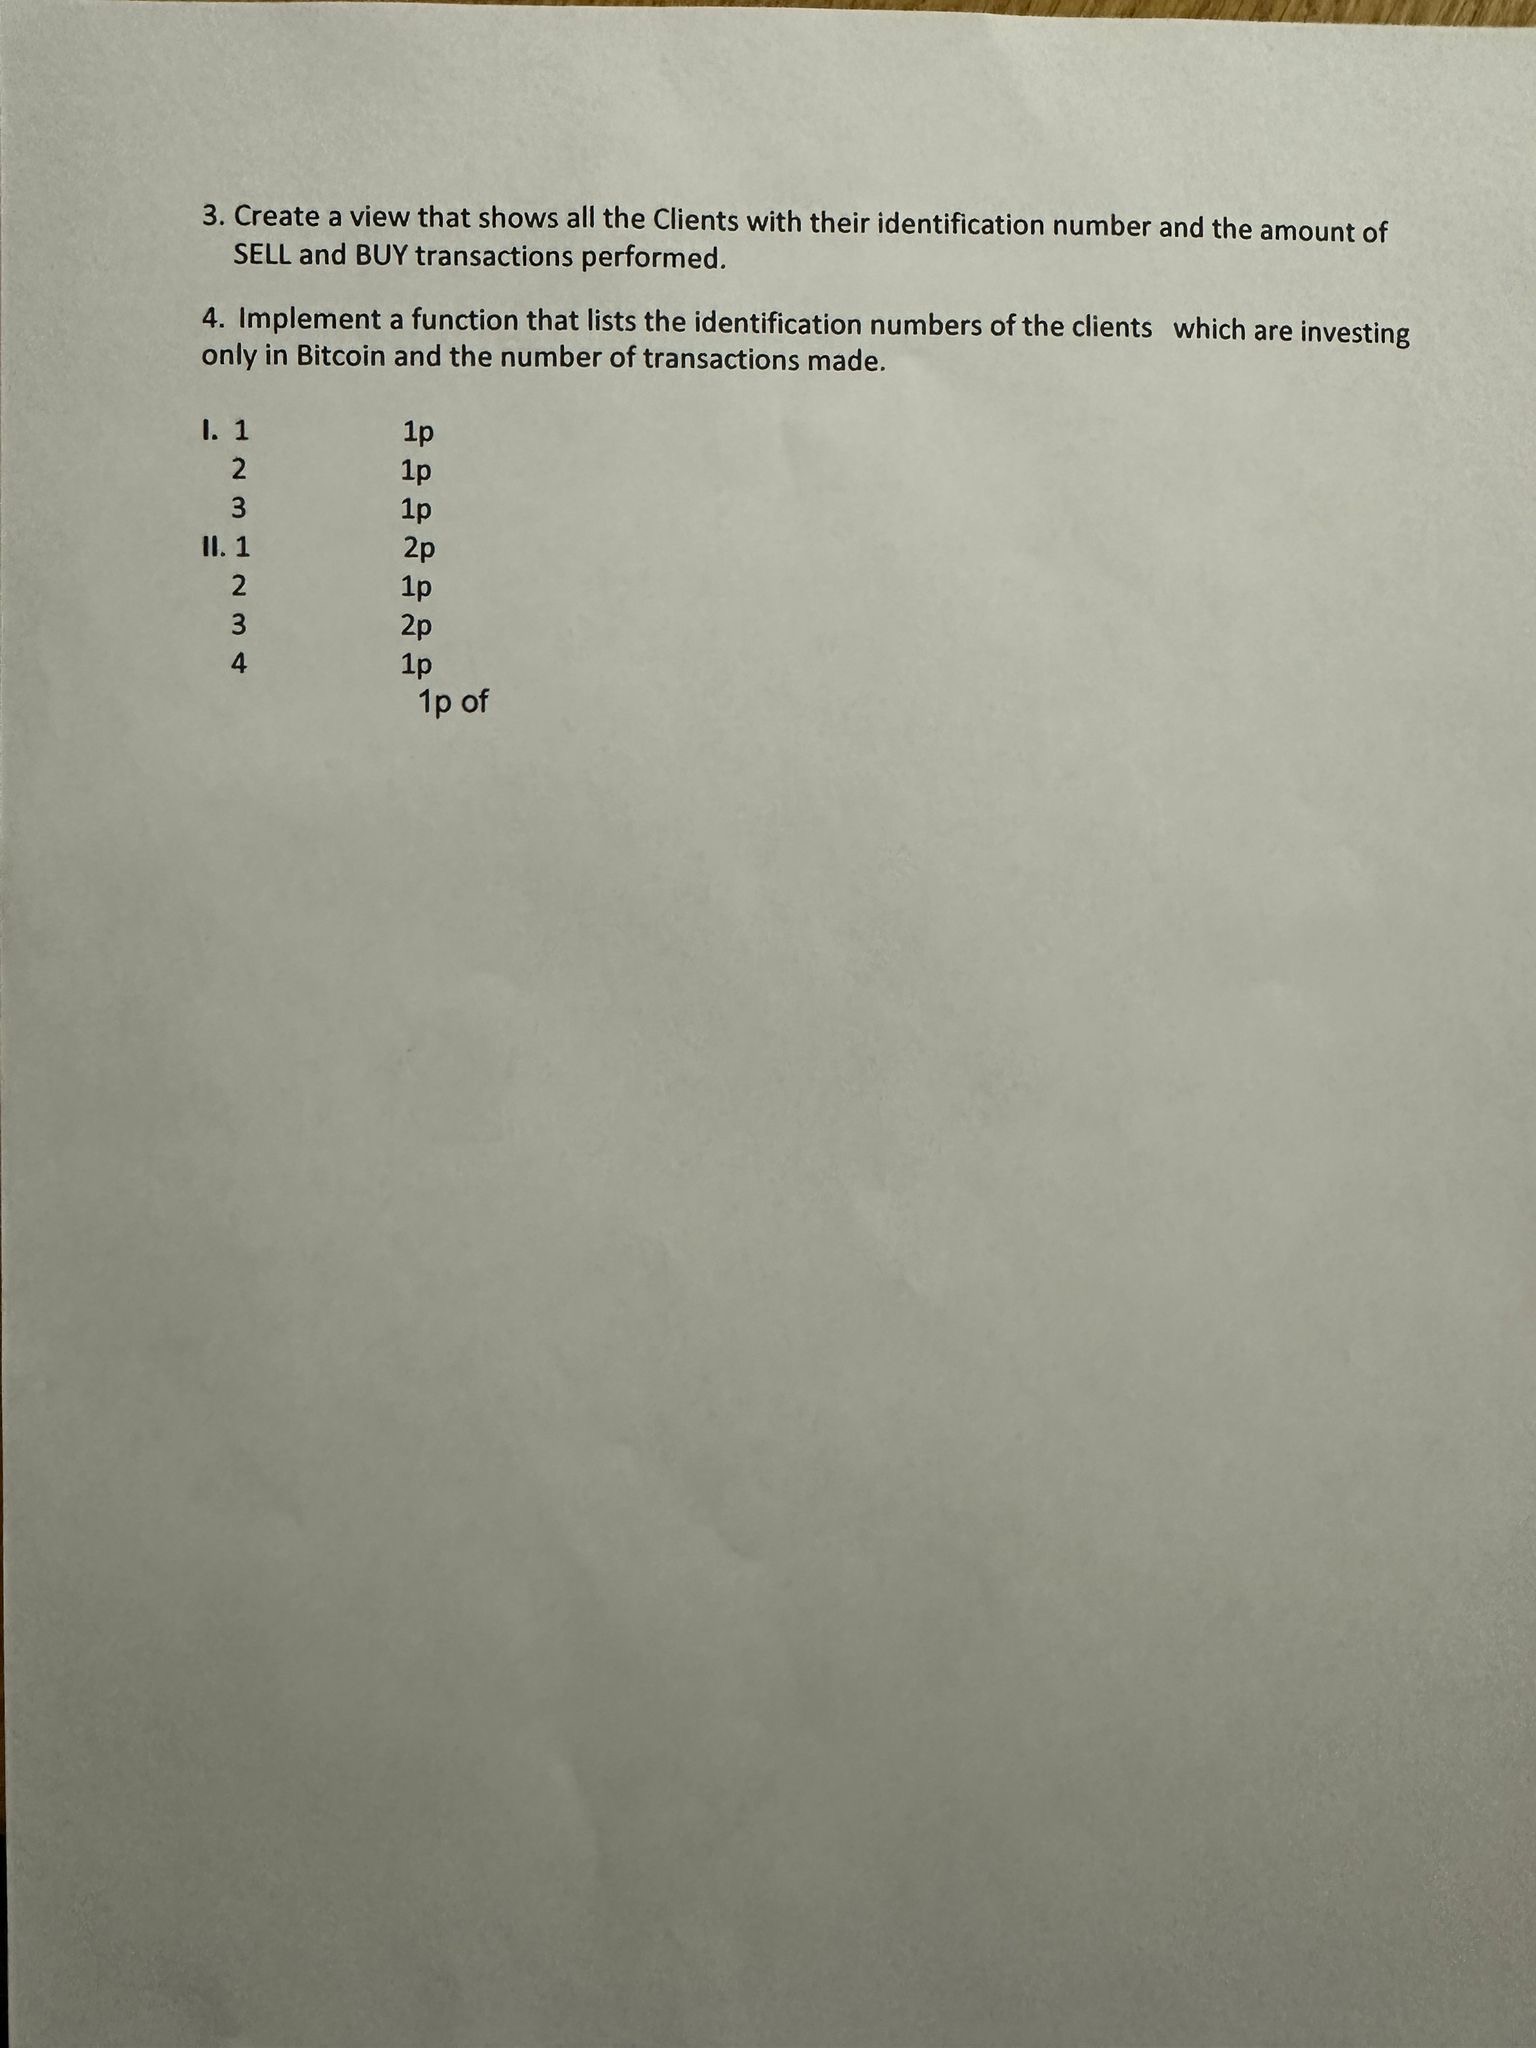 3. Create a view that shows all the Clients with their identification number and the amount of
SELL and BUY transactions performed.
4. Implement a function that lists the identification numbers of the clients which are investing
only in Bitcoin and the number of transactions made.
I. 1 1p
2 1p
3 1p
II. 1 2p
2 1p
3 2p
4 1p
1p of